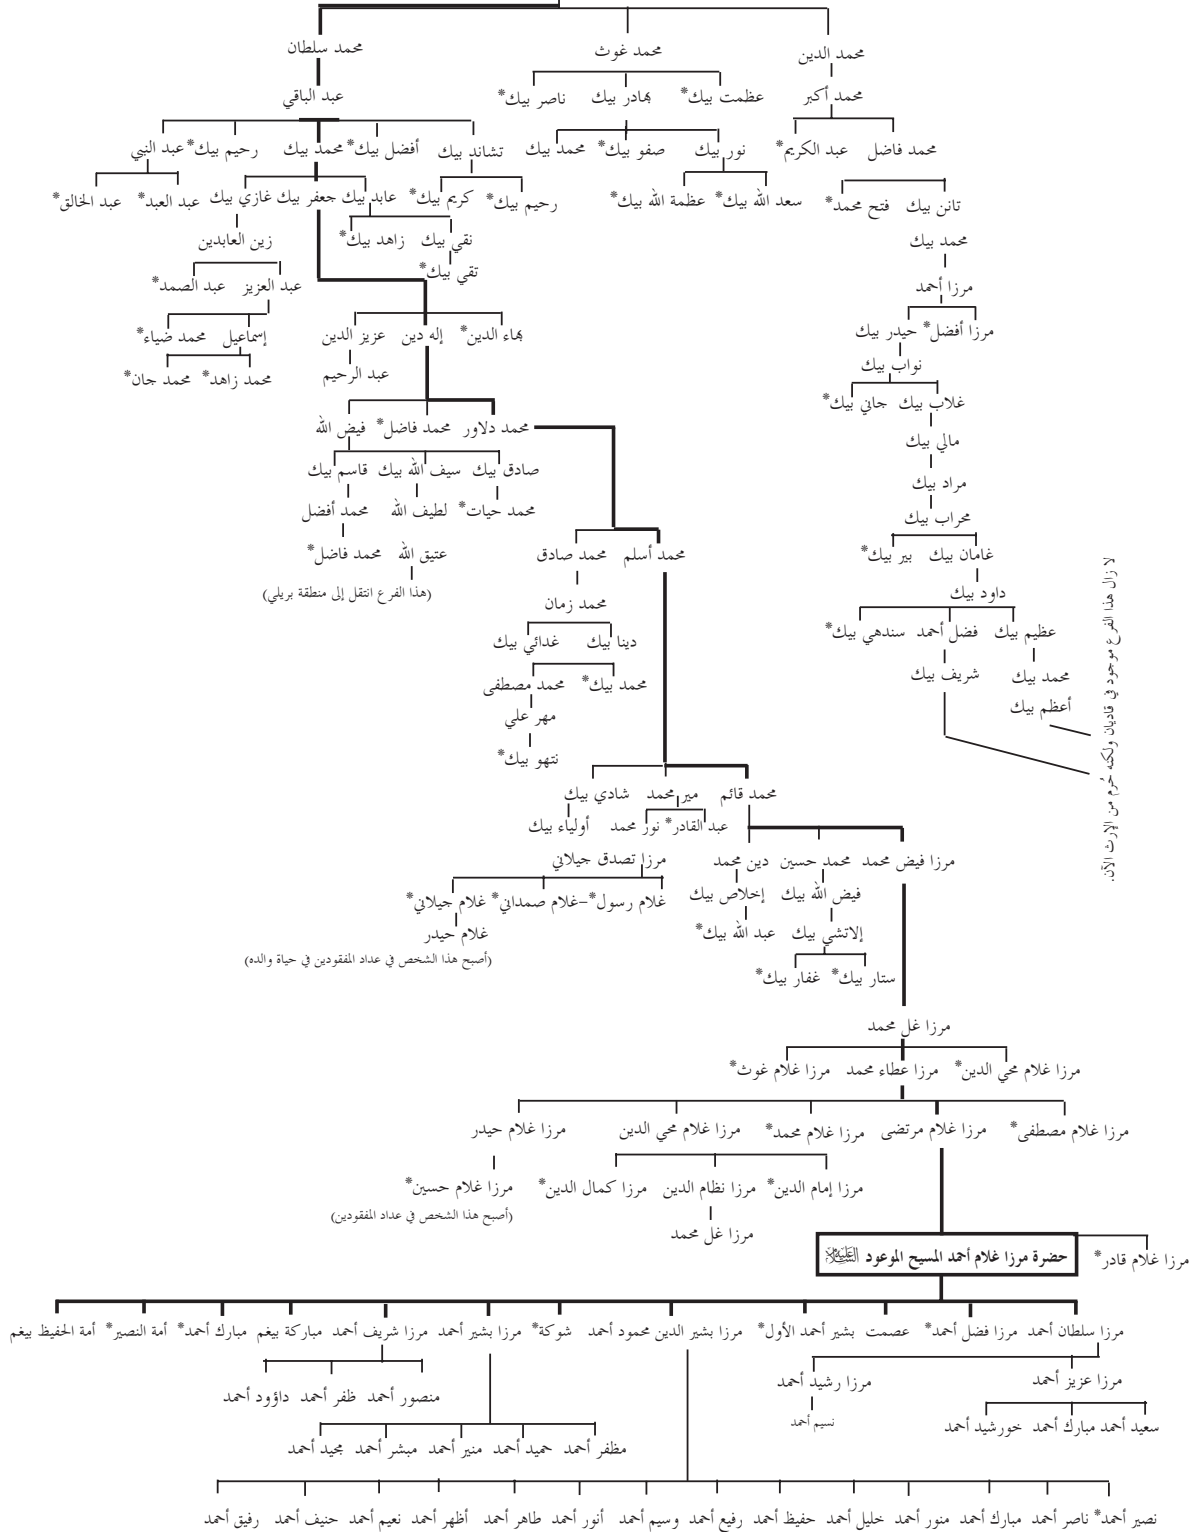 محمد الدين محمد غوث محمد سلطان
محمد أكبر عظمت بيك* بهادر بيك ناصر بيك* عبد الباقي
محمد فاضل عبد الكريم* نور بيك صفو بيك* محمد بيك تشاند بيك أفضل بيك* محمد بيك رحيم بيك* عبد النبي
تاتن بيك فتح محمد* سعد الله بيك* عظمة الله بيك* رحيم بيك* كريم بيك* عابد بيك جعفر بيك غازي بيك عبد العبد* عبد الخالق*
محمد بيك نقي بيك زاهد بيك* زين العابدين
تقي بيك*
مرزا أحمد عبد العزيز عبد الصمد*
مرزا أفضل* حيدر بيك بهاء الدين* إله دين عزيز الدين إسماعيل محمد ضياء*
نواب بيك عبد الرحيم محمد زاهد* محمد جان*
غلاب بيك جاني بيك*
محمد دلاور محمد فاضل* فيض الله
مالي بيك
صادق بيك سيف الله بيك قاسم بيك
مراد بيك
محراب بيك محمد حيات* لطيف الله محمد أفضل
غامان بيك بير بيك* محمد أسلم محمد صادق عتيق الله محمد فاضل*
داود بيك (هذا الفرع انتقل إلى منطقة بريلي)
محمد زمان
عظيم بيك فضل أحمد سندهي بيك* دينا بيك غدائي بيك
محمد بيك شريف بيك محمد بيك* محمد مصطفى
أعظم بيك مهر علي
لا زال هذا الفرع موجود في قاديان ولكنه حُرم من الإرث الآن.
نتهو بيك*
محمد قائم مير محمد شادي بيك
عبد القادر* نور محمد أولياء بيك
مرزا فيض محمد محمد حسين دين محمد مرزا تصدق جيلاني
فيض الله بيك إخلاص بيك غلام رسول*–غلام صمداني* غلام جيلاني*
إلاتشي بيك عبد الله بيك* غلام حيدر
(أصبح هذا الشخص في عداد المفقودين في حياة والده)
ستار بيك* غفار بيك*
مرزا غل محمد
مرزا غلام محي الدين* مرزا عطاء محمد مرزا غلام غوث*
مرزا غلام مصطفى* مرزا غلام مرتضى مرزا غلام محمد* مرزا غلام محي الدين مرزا غلام حيدر
مرزا إمام الدين* مرزا نظام الدين مرزا كمال الدين* مرزا غلام حسين*
(أصبح هذا الشخص في عداد المفقودين)
مرزا غل محمد
مرزا غلام قادر* حضرة مرزا غلام أحمد المسيح الموعود عليه السلام
مرزا سلطان أحمد مرزا فضل أحمد* عصمت بشير أحمد الأول* مرزا بشير الدين محمود أحمد شوكة* مرزا بشير أحمد مرزا شريف أحمد مباركة بيغم مبارك أحمد* أمة النصير* أمة الحفيظ بيغم
مرزا عزيز أحمد مرزا رشيد أحمد منصور أحمد ظفر أحمد داؤود أحمد
سعيد أحمد مبارك أحمد خورشيد أحمد نسيم أحمد
مظفر أحمد حميد أحمد منير أحمد مبشر أحمد مجيد أحمد
نصير أحمد* ناصر أحمد مبارك أحمد منور أحمد خليل أحمد حفيظ أحمد رفيع أحمد وسيم أحمد أنور أحمد طاهر أحمد أظهر أحمد نعيم أحمد حنيف أحمد رفيق أحمد